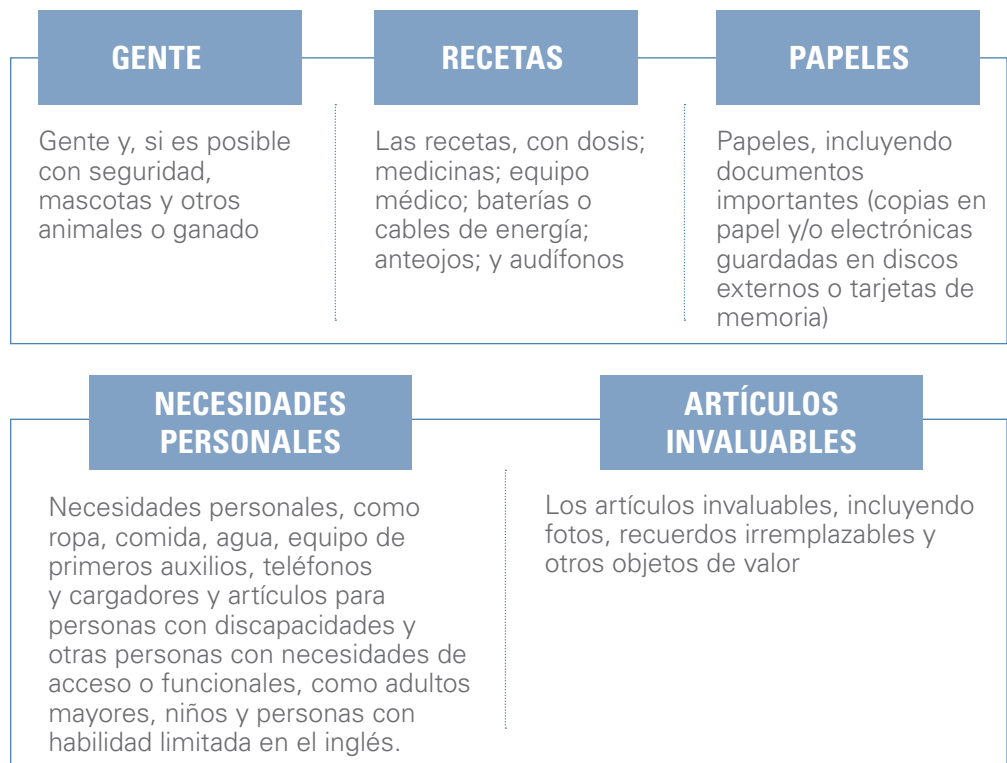 GENTE
Gente y, si es posible
con seguridad,
mascotas y otros
animales o ganado
RECETAS
Las recetas, con dosis;
medicinas; equipo
médico; baterías o
cables de energía;
anteojos; y audífonos
PAPELES
Papeles, incluyendo
documentos
importantes (copias en
papel y/o electrónicas
guardadas en discos
externos o tarjetas de
memoria)
NECESIDADES
PERSONALES
Necesidades personales, como
ropa, comida, agua, equipo de
primeros auxilios, teléfonos
y cargadores y artículos para
personas con discapacidades y
otras personas con necesidades de
acceso o funcionales, como adultos
mayores, niños y personas con
habilidad limitada en el inglés.
ARTÍCULOS
INVALUABLES
Los artículos invaluables, incluyendo
fotos, recuerdos irremplazables y
otros objetos de valor